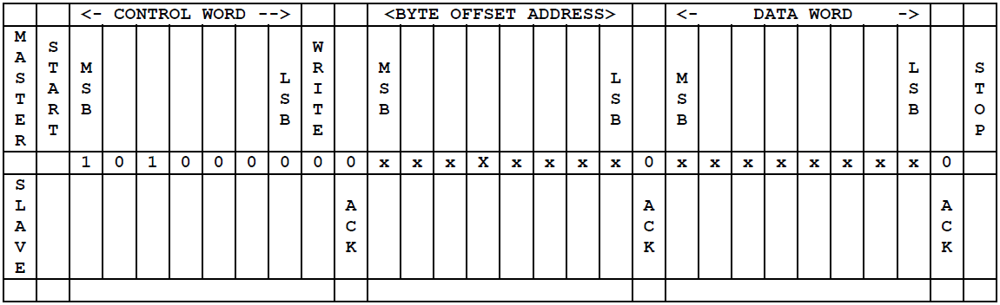 <- CONTROL WORD --> <BYTE OFFSET ADDRESS> <- DATA WORD ->
MASTER
START
MSB
LSB
WRITE
MSB
LSB
MSB
LSB
STOP
1 0 1 0 0 0 0 0 0 x x x X x x x x 0 x x x x x x x x 0
SLAVE
ACK
ACK
ACK